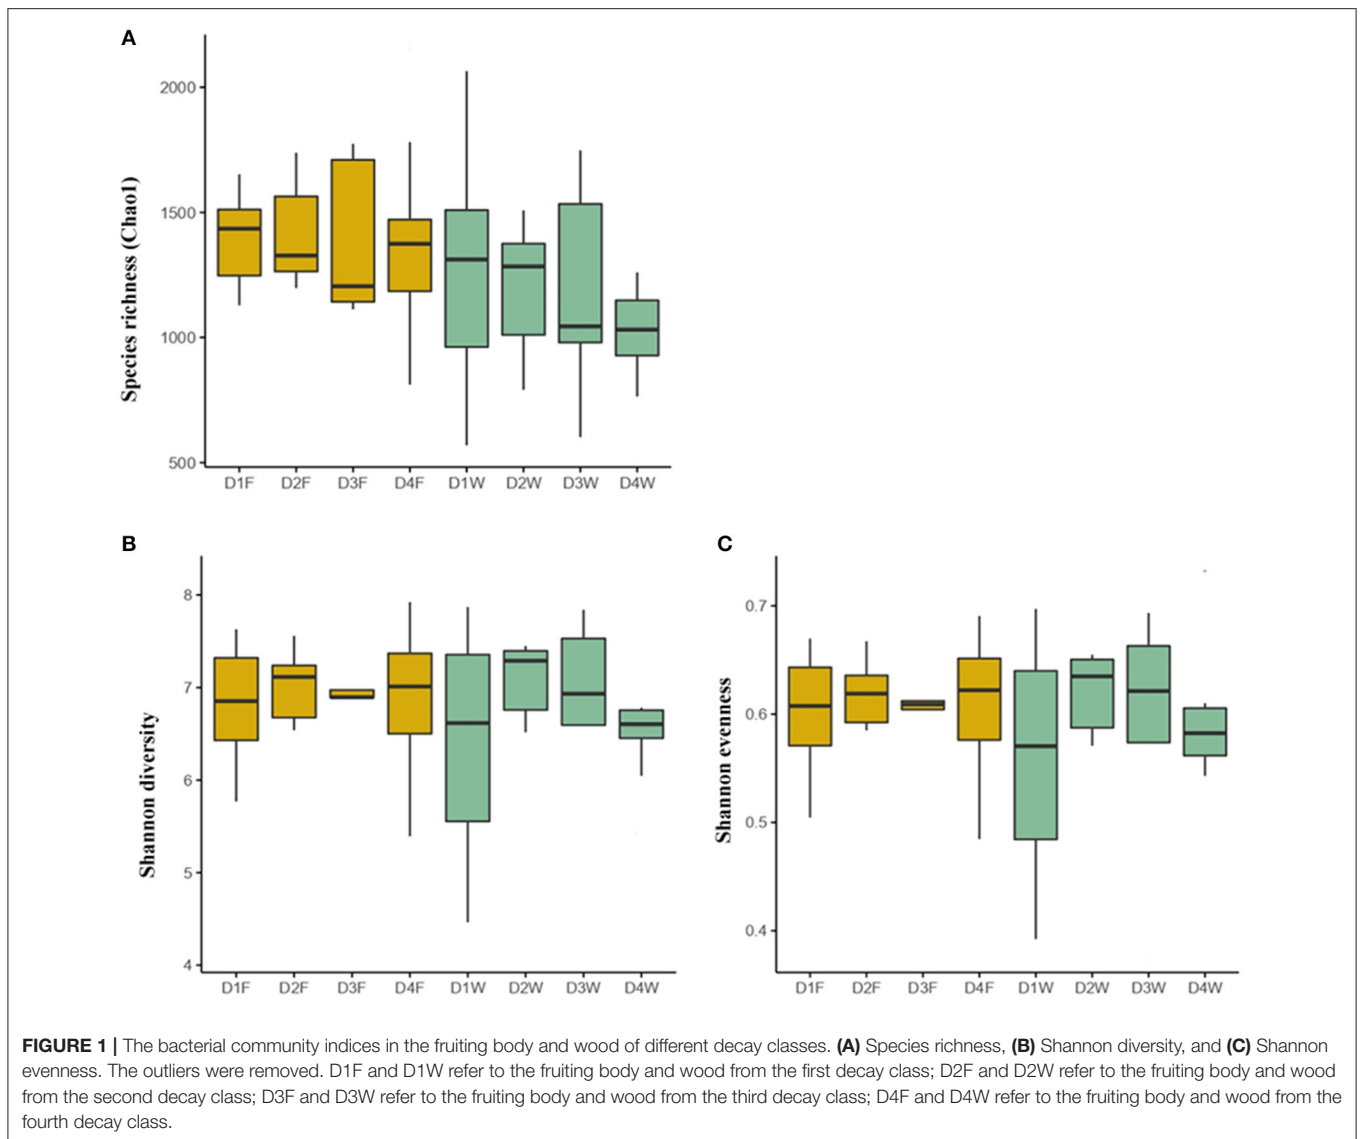 A
Species richness (Chao1)
2000
1500
1000
500
D1F D2F D3F D4F D1W D2W D3W D4W
B
Shannon diversity
8
7
6
5
4
D1F D2F D3F D4F D1W D2W D3W D4W
C
Shannon evenness
0.7
0.6
0.5
0.4
D1F D2F D3F D4F D1W D2W D3W D4W
FIGURE 1 | The bacterial community indices in the fruiting body and wood of different decay classes. (A) Species richness, (B) Shannon diversity, and (C) Shannon
evenness. The outliers were removed. D1F and D1W refer to the fruiting body and wood from the first decay class; D2F and D2W refer to the fruiting body and wood
from the second decay class; D3F and D3W refer to the fruiting body and wood from the third decay class; D4F and D4W refer to the fruiting body and wood from the
fourth decay class.